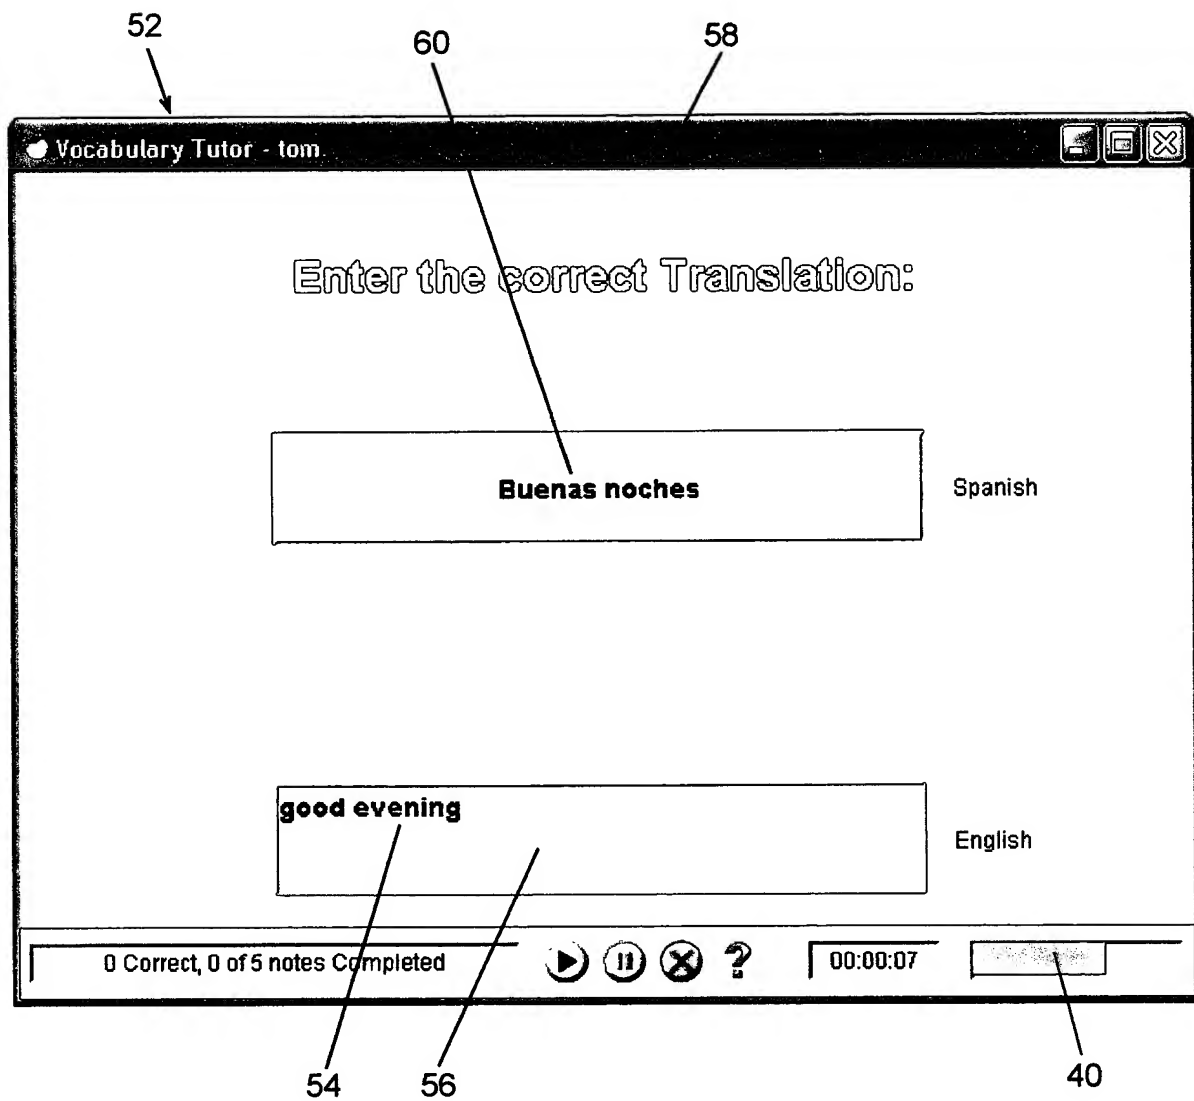 52
60
58
Vocabulary Tutor - tom.
Enter the correct Translation:
Buenas noches
Spanish
good evening
English
0 Correct, 0 of 5 notes Completed
?
00:00:07
54
56
40